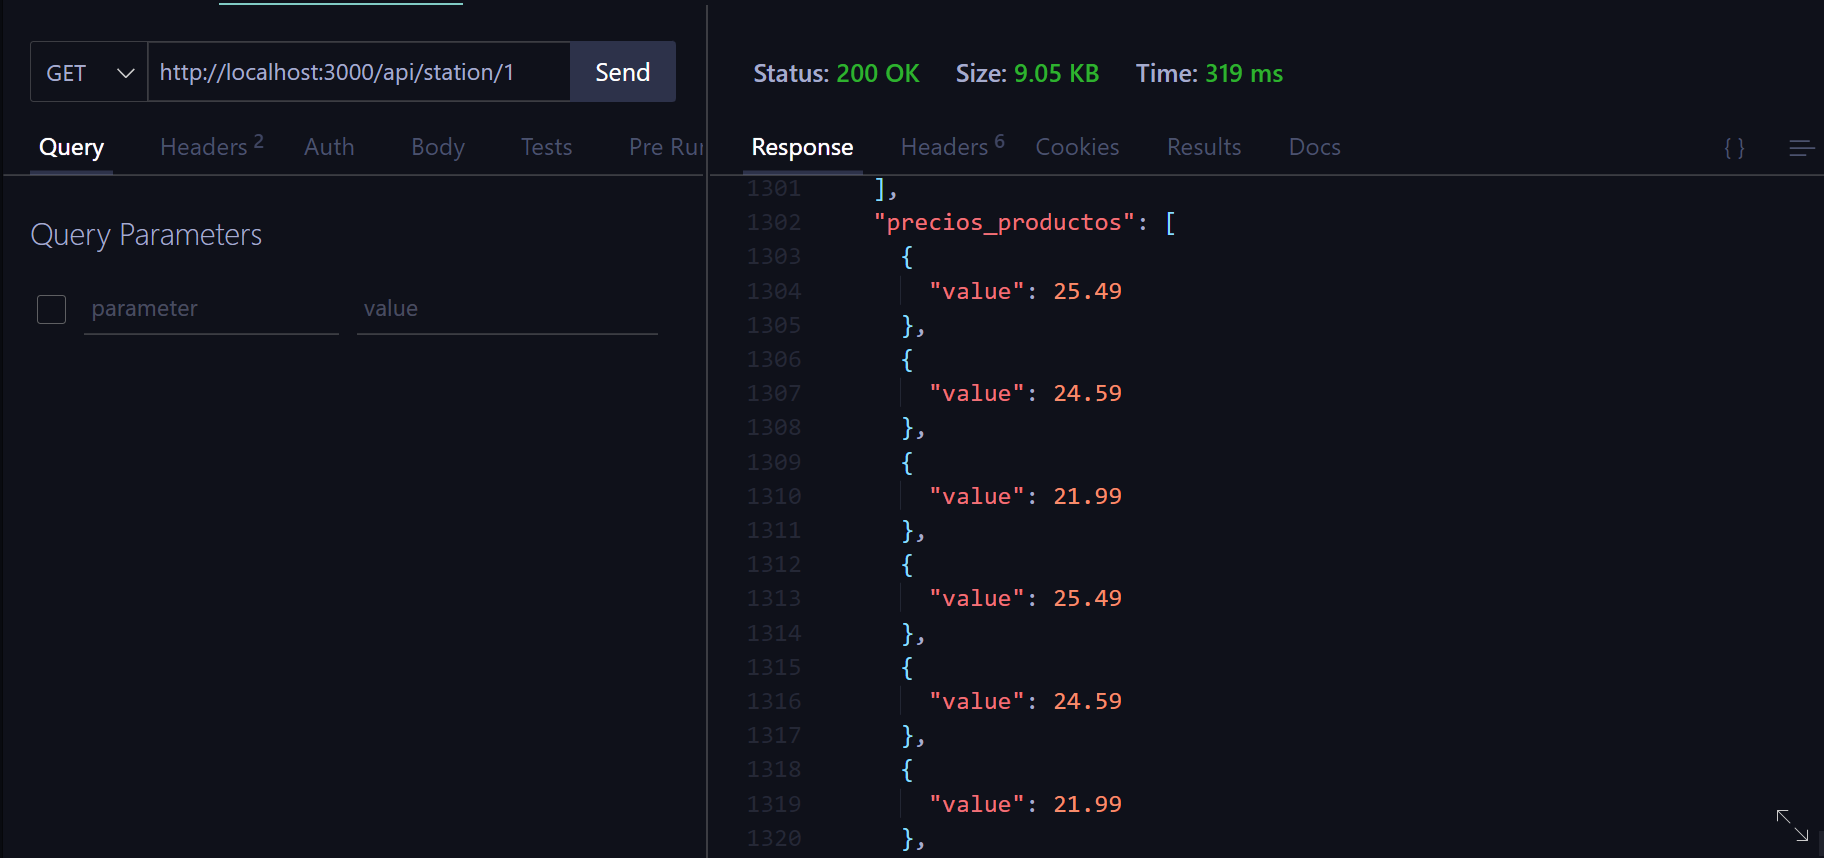 GET http://localhost:3000/api/station/1 Send
Query Headers 2 Auth Body Tests Pre Rur
Query Parameters
parameter value
Status: 200 OK Size: 9.05 KB Time: 319 ms
Response Headers 6 Cookies Results Docs { }
1301 ],
1302 "precios_productos": [
1303 {
1304 "value": 25.49
1305 },
1306 {
1307 "value": 24.59
1308 },
1309 {
1310 "value": 21.99
1311 },
1312 {
1313 "value": 25.49
1314 },
1315 {
1316 "value": 24.59
1317 },
1318 {
1319 "value": 21.99
1320 },